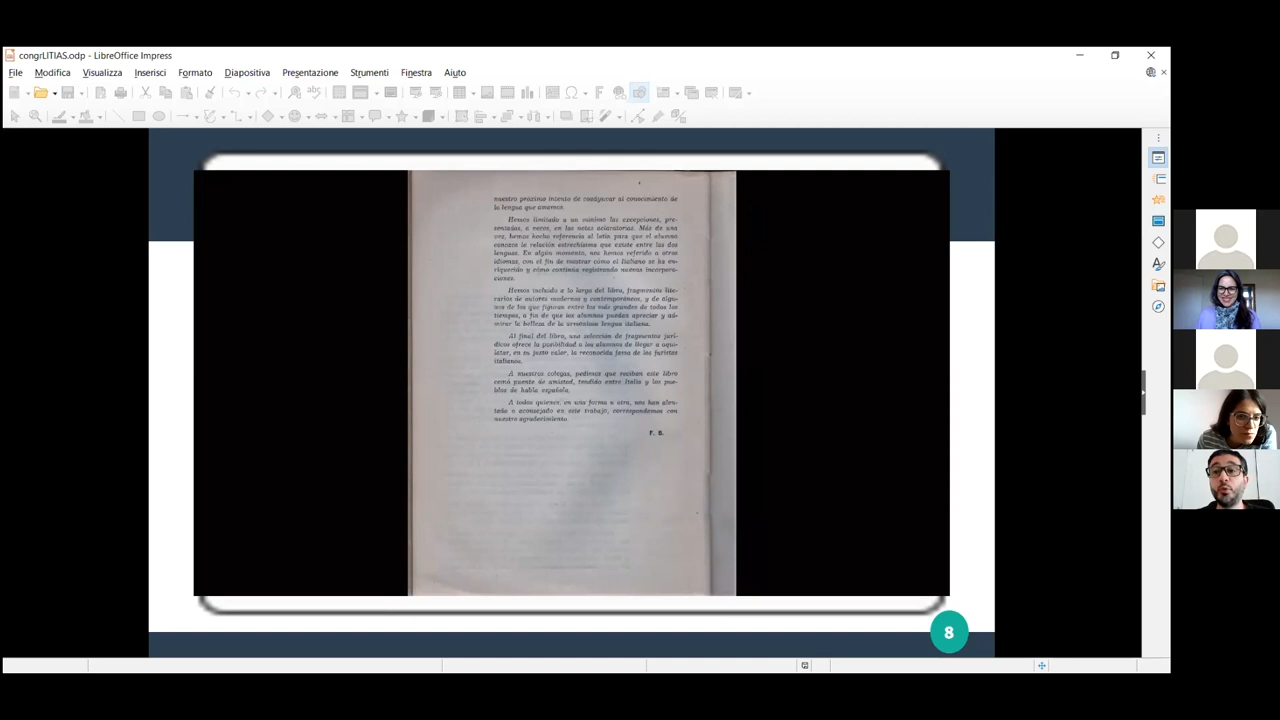 congrLITIAS.odp - LibreOffice Impress
File Modifica Visualizza Inserisci Formato Diapositiva Presentazione Strumenti Finestra Aiuto
nuestro próximo intento de coadyuvar al conocimiento de
la lengua que amamos.
Hemos limitado a un mínimo las excepciones, pre-
sentadas, a veces, en las notas aclaratorias. Más de una
vez, hemos hecho referencia al latín para que el alumno
conozca la relación estrechísima que existe entre las dos
lenguas. En algún momento, nos hemos referido a otros
idiomas, con el fin de mostrar cómo el italiano se ha en-
riquecido y cómo continúa registrando nuevas incorpora-
ciones.
Hemos incluido a lo largo del libro, fragmentos lite-
rarios de autores modernos y contemporáneos, y de algu-
nos de los que figuran entre los más grandes de todos los
tiempos, a fin de que los alumnos puedan apreciar y ad-
mirar la belleza de la armoniosa lengua italiana.
Al final del libro, una selección de fragmentos jurí-
dicos ofrece la posibilidad a los alumnos de llegar a aqui-
latar, en su justo valor, la reconocida fama de los juristas
italianos.
A nuestros colegas, pedimos que reciban este libro
como puente de amistad, tendido entre Italia y los pue-
blos de habla española.
A todos quienes, en una forma u otra, nos han alen-
tado o aconsejado en este trabajo, correspondemos con
nuestro agradecimiento.
F. B.
8